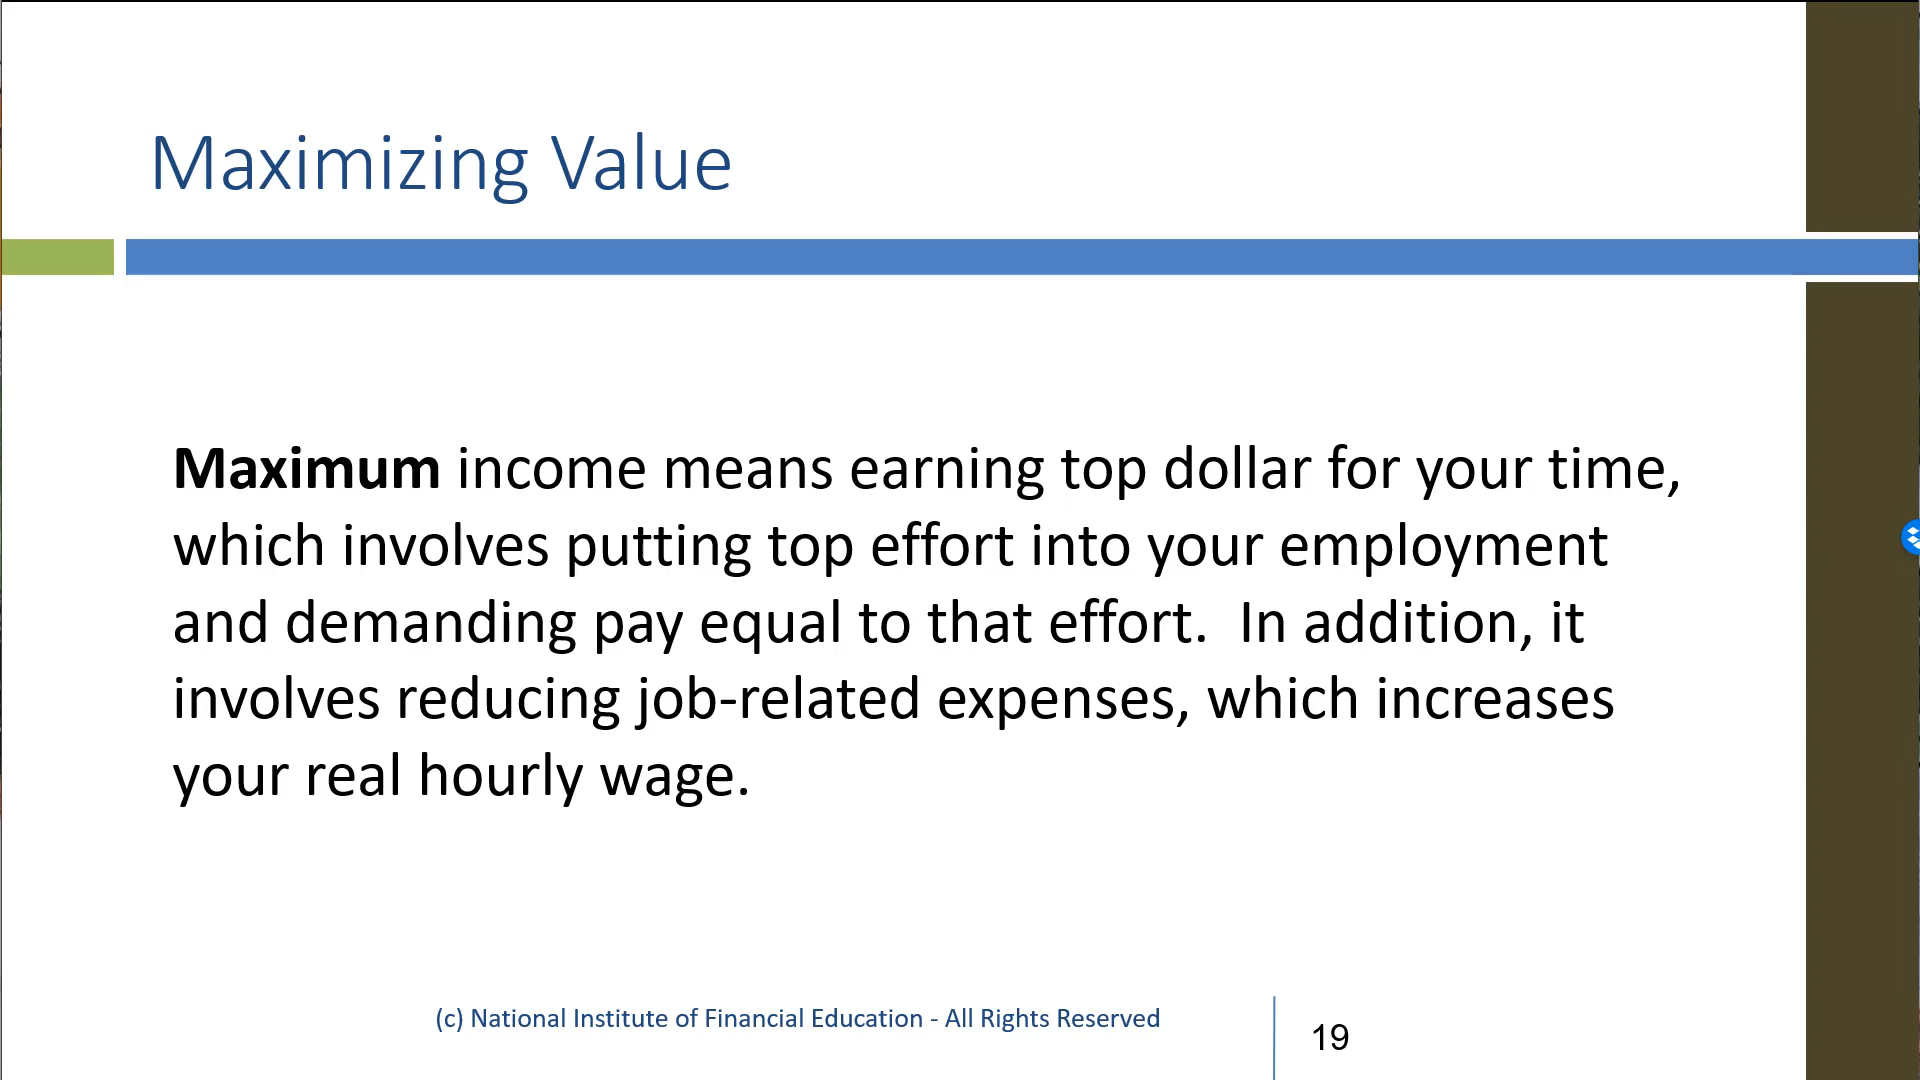 Maximizing Value
Maximum income means earning top dollar for your time,
which involves putting top effort into your employment
and demanding pay equal to that effort.  In addition, it
involves reducing job-related expenses, which increases
your real hourly wage.
(c) National Institute of Financial Education - All Rights Reserved
19